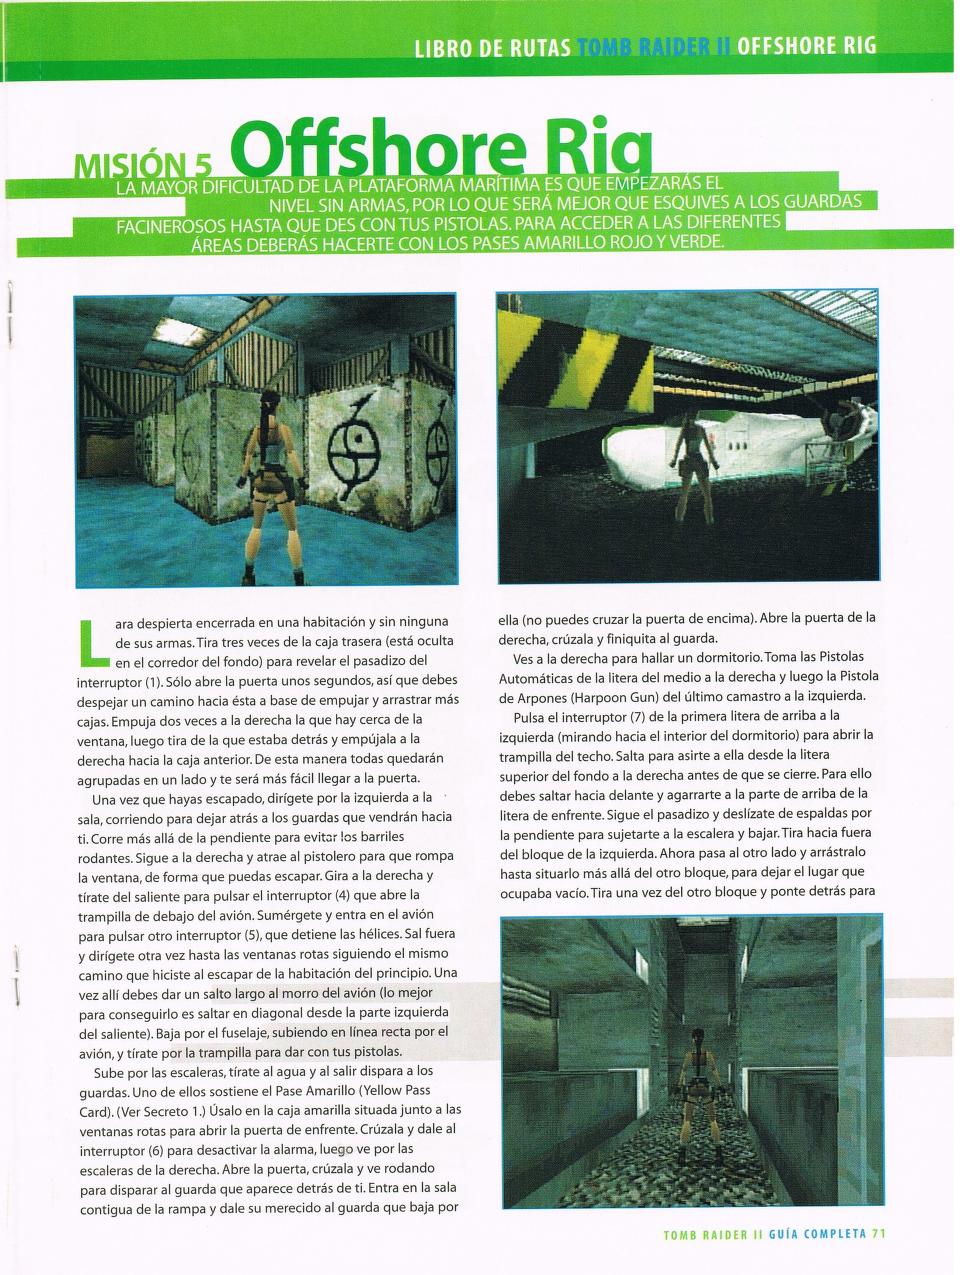 LIBRO DE RUTAS TOMB RAIDER II OFFSHORE RIG
MISIÓN 5 Offshore Rig
LA MAYOR DIFICULTAD DE LA PLATAFORMA MARÍTIMA ES QUE EMPEZARÁS EL
NIVEL SIN ARMAS, POR LO QUE SERÁ MEJOR QUE ESQUIVES A LOS GUARDAS
FACINEROSOS HASTA QUE DES CON TUS PISTOLAS. PARA ACCEDER A LAS DIFERENTES
ÁREAS DEBERÁS HACERTE CON LOS PASES AMARILLO ROJO Y VERDE.
Lara despierta encerrada en una habitación y sin ninguna
de sus armas. Tira tres veces de la caja trasera (está oculta
en el corredor del fondo) para revelar el pasadizo del
interruptor (1). Sólo abre la puerta unos segundos, así que debes
despejar un camino hacia ésta a base de empujar y arrastrar más
cajas. Empuja dos veces a la derecha la que hay cerca de la
ventana, luego tira de la que estaba detrás y empújala a la
derecha hacia la caja anterior. De esta manera todas quedarán
agrupadas en un lado y te será más fácil llegar a la puerta.
Una vez que hayas escapado, dirígete por la izquierda a la
sala, corriendo para dejar atrás a los guardas que vendrán hacia
ti. Corre más allá de la pendiente para evitar los barriles
rodantes. Sigue a la derecha y atrae al pistolero para que rompa
la ventana, de forma que puedas escapar. Gira a la derecha y
tírate del saliente para pulsar el interruptor (4) que abre la
trampilla de debajo del avión. Sumérgete y entra en el avión
para pulsar otro interruptor (5), que detiene las hélices. Sal fuera
y dirígete otra vez hasta las ventanas rotas siguiendo el mismo
camino que hiciste al escapar de la habitación del principio. Una
vez allí debes dar un salto largo al morro del avión (lo mejor
para conseguirlo es saltar en diagonal desde la parte izquierda
del saliente). Baja por el fuselaje, subiendo en línea recta por el
avión, y tírate por la trampilla para dar con tus pistolas.
Sube por las escaleras, tírate al agua y al salir dispara a los
guardas. Uno de ellos sostiene el Pase Amarillo (Yellow Pass
Card). (Ver Secreto 1.) Úsalo en la caja amarilla situada junto a las
ventanas rotas para abrir la puerta de enfrente. Crúzala y dale al
interruptor (6) para desactivar la alarma, luego ve por las
escaleras de la derecha. Abre la puerta, crúzala y ve rodando
para disparar al guarda que aparece detrás de ti. Entra en la sala
contigua de la rampa y dale su merecido al guarda que baja por
ella (no puedes cruzar la puerta de encima). Abre la puerta de la
derecha, crúzala y finiquita al guarda.
Ves a la derecha para hallar un dormitorio. Toma las Pistolas
Automáticas de la litera del medio a la derecha y luego la Pistola
de Arpones (Harpoon Gun) del último camastro a la izquierda.
Pulsa el interruptor (7) de la primera litera de arriba a la
izquierda (mirando hacia el interior del dormitorio) para abrir la
trampilla del techo. Salta para asirte a ella desde la litera
superior del fondo a la derecha antes de que se cierre. Para ello
debes saltar hacia delante y agarrarte a la parte de arriba de la
litera de enfrente. Sigue el pasadizo y deslízate de espaldas por
la pendiente para sujetarte a la escalera y bajar. Tira hacia fuera
del bloque de la izquierda. Ahora pasa al otro lado y arrástralo
hasta situarlo más allá del otro bloque, para dejar el lugar que
ocupaba vacío. Tira una vez del otro bloque y ponte detrás para
TOMB RAIDER II GUÍA COMPLETA 71